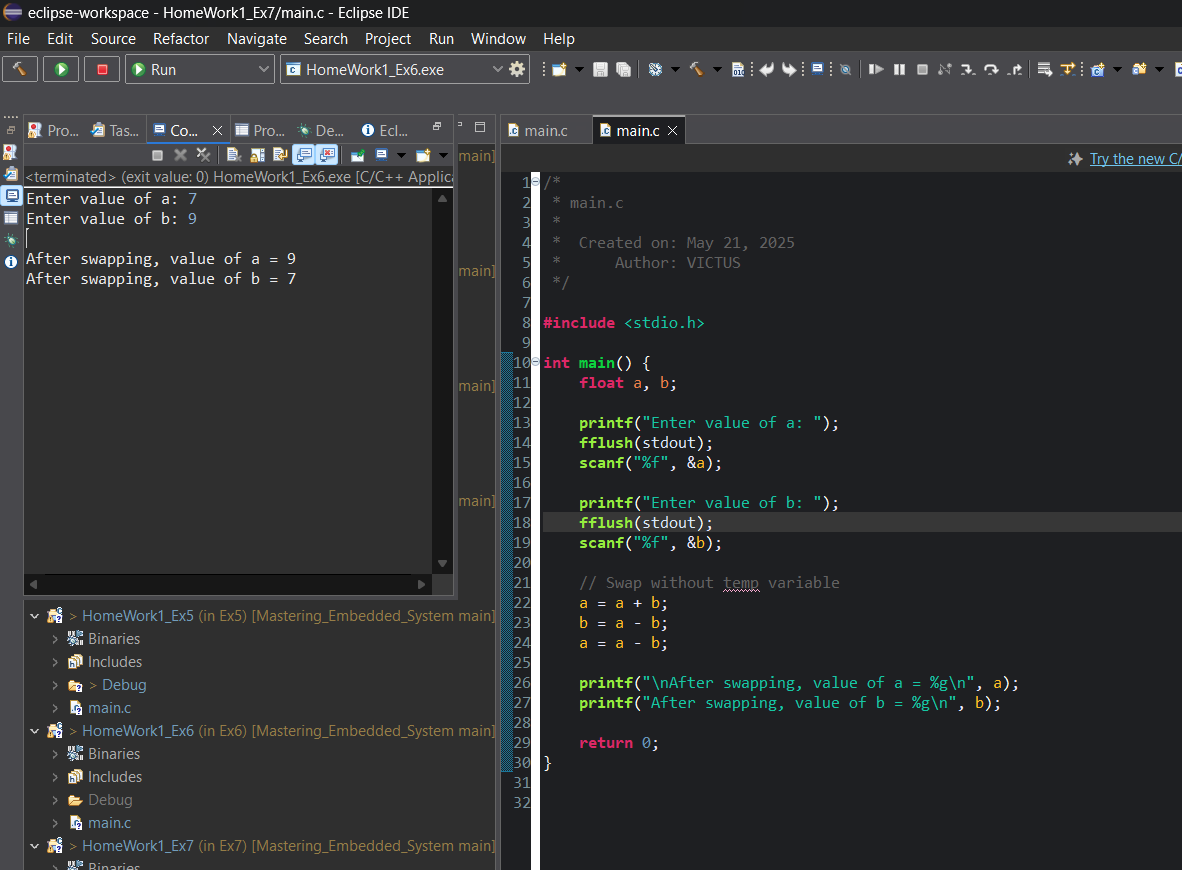 eclipse-workspace - HomeWork1_Ex7/main.c - Eclipse IDE
File Edit Source Refactor Navigate Search Project Run Window Help
Run HomeWork1_Ex6.exe
Pro... Tas... Co... Pro... De... Ecl...
<terminated> (exit value: 0) HomeWork1_Ex6.exe [C/C++ Applica
Enter value of a: 7
Enter value of b: 9
After swapping, value of a = 9
After swapping, value of b = 7
main]
main]
main]
main]
HomeWork1_Ex5 (in Ex5) [Mastering_Embedded_System main]
Binaries
Includes
> Debug
main.c
> HomeWork1_Ex6 (in Ex6) [Mastering_Embedded_System main]
Binaries
Includes
Debug
main.c
> HomeWork1_Ex7 (in Ex7) [Mastering_Embedded_System main]
Binaries
main.c main.c
Try the new C/
1 /*
2  * main.c
3  *
4  *  Created on: May 21, 2025
5  *      Author: VICTUS
6  */
7
8 #include <stdio.h>
9
10 int main() {
11     float a, b;
12
13     printf("Enter value of a: ");
14     fflush(stdout);
15     scanf("%f", &a);
16
17     printf("Enter value of b: ");
18     fflush(stdout);
19     scanf("%f", &b);
20
21     // Swap without temp variable
22     a = a + b;
23     b = a - b;
24     a = a - b;
25
26     printf("\nAfter swapping, value of a = %g\n", a);
27     printf("After swapping, value of b = %g\n", b);
28
29     return 0;
30 }
31
32